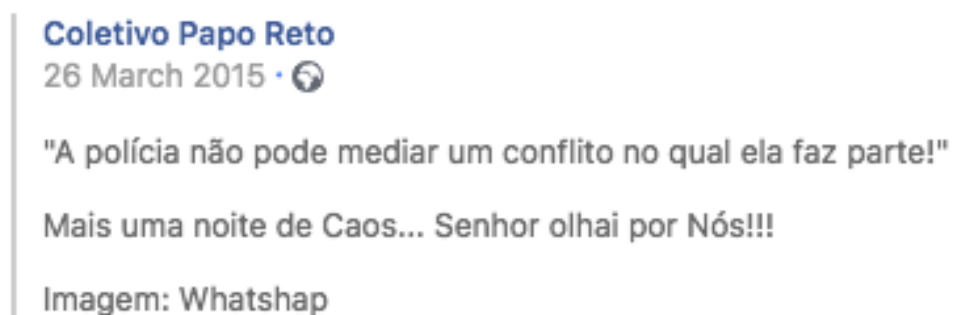 Coletivo Papo Reto
26 March 2015 ·
"A polícia não pode mediar um conflito no qual ela faz parte!"
Mais uma noite de Caos... Senhor olhai por Nós!!!
Imagem: Whatshap